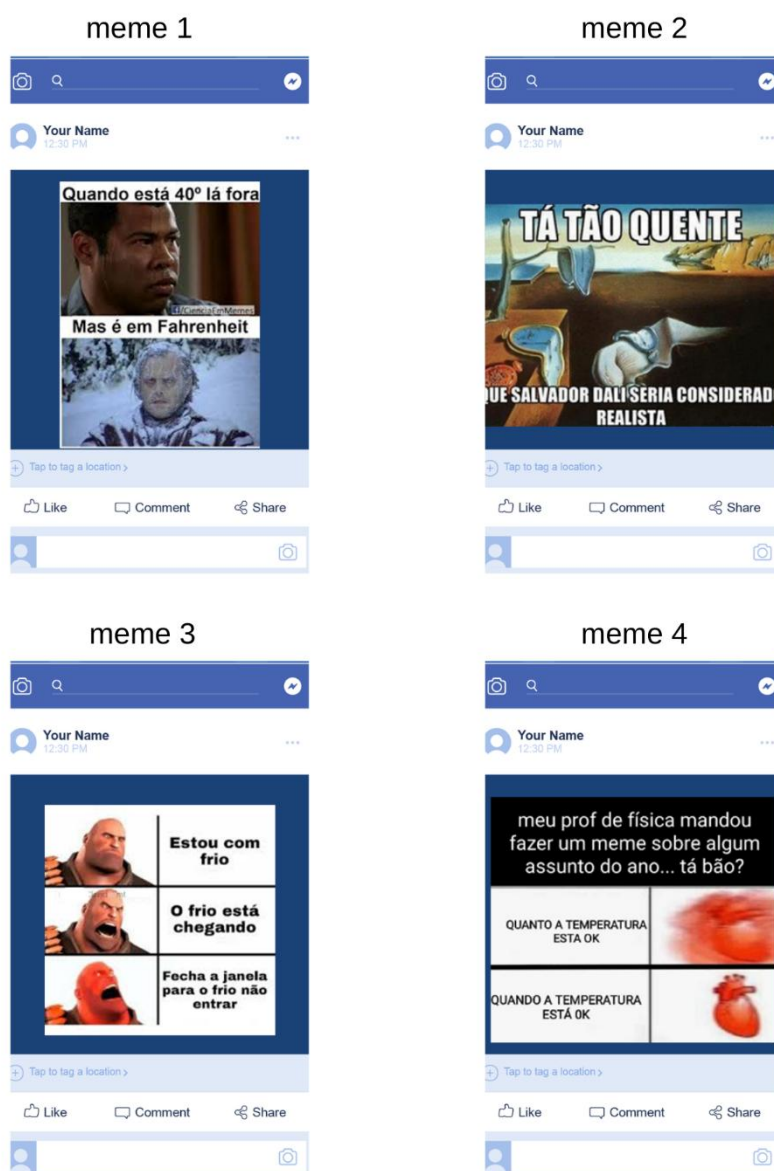 meme 1
meme 2
Your Name
12:30 PM
Your Name
12:30 PM
Quando está 40º lá fora
f/CienciaEmMemes
Mas é em Fahrenheit
TÁ TÃO QUENTE
QUE SALVADOR DALI SERIA CONSIDERADO
REALISTA
Tap to tag a location >
Tap to tag a location >
Like Comment Share
Like Comment Share
meme 3
meme 4
Your Name
12:30 PM
Your Name
12:30 PM
Estou com
frio
O frio está
chegando
Fecha a janela
para o frio não
entrar
meu prof de física mandou
fazer um meme sobre algum
assunto do ano... tá bão?
QUANTO A TEMPERATURA
ESTA OK
QUANDO A TEMPERATURA
ESTÁ 0K
Tap to tag a location >
Tap to tag a location >
Like Comment Share
Like Comment Share